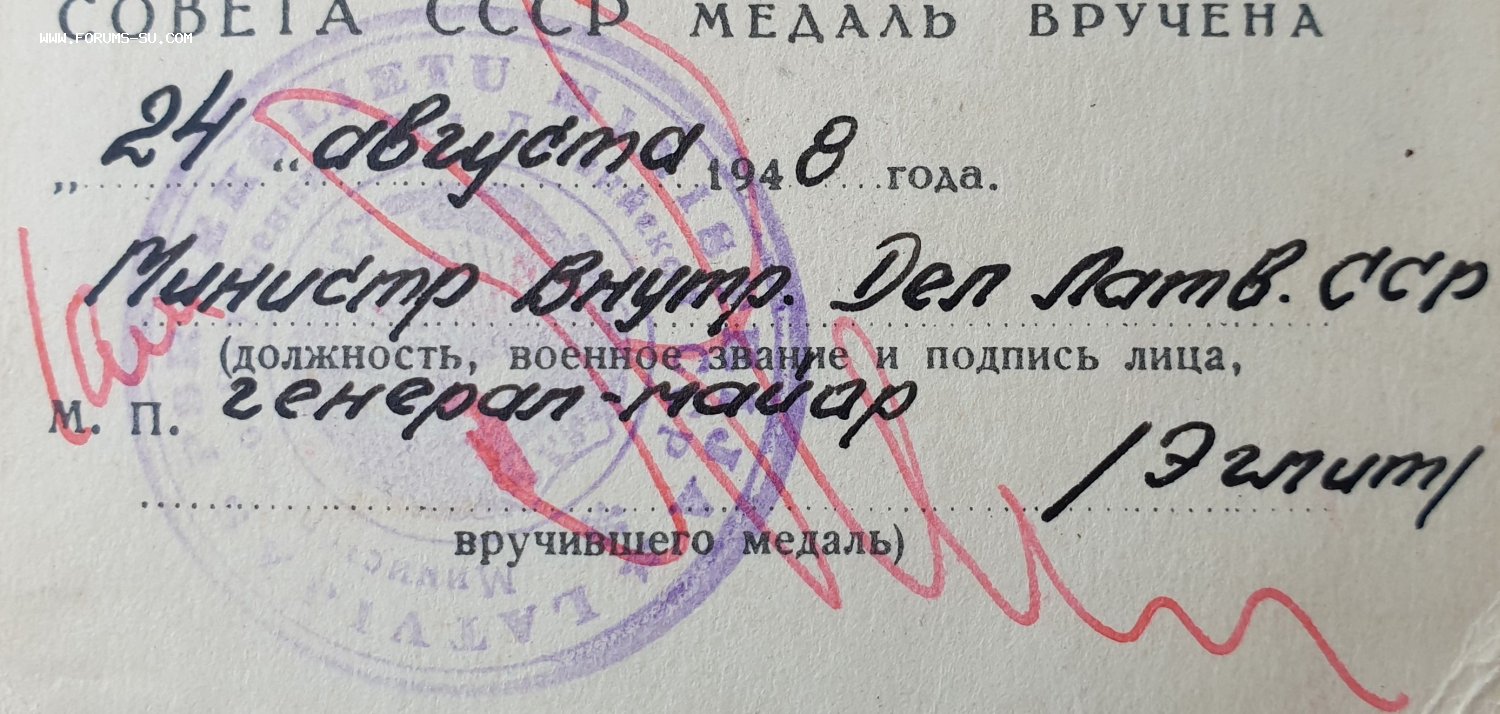 СОВЕТА СССР МЕДАЛЬ ВРУЧЕНА
WWW.FORUMS-SU.COM
„24“ августа 1948 года.
Министр Внутр. Дел Латв. ССР
(должность, военное звание и подпись лица,
М. П. генерал-майор
/Эглит/
вручившего медаль)
LATVI